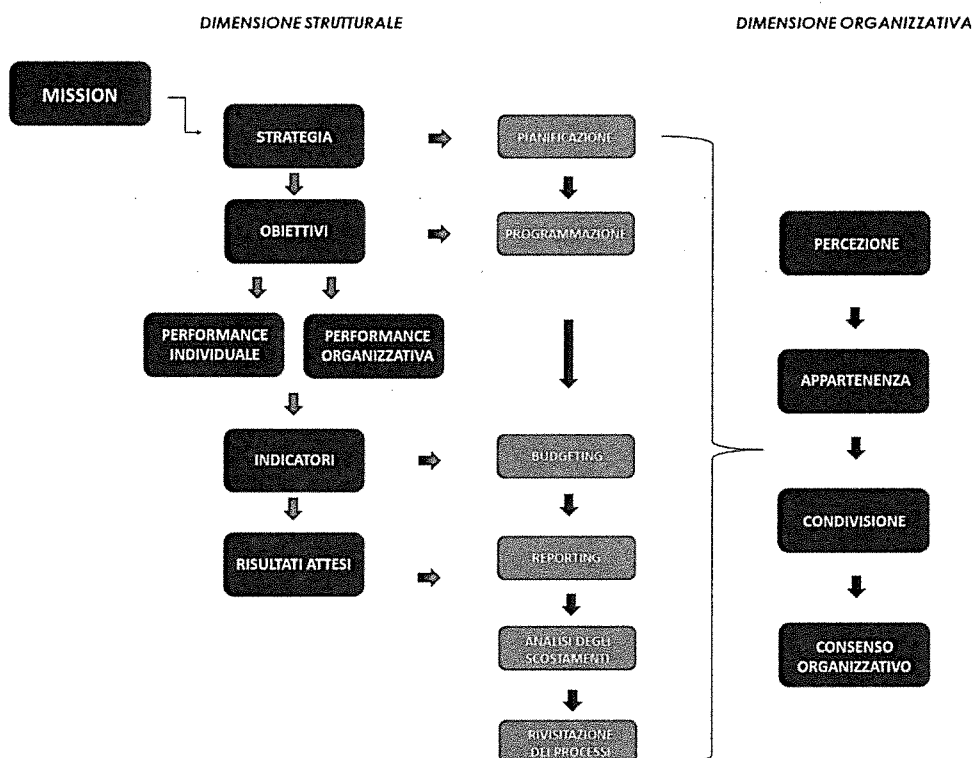 DIMENSIONE STRUTTURALE
DIMENSIONE ORGANIZZATIVA
MISSION
STRATEGIA
PIANIFICAZIONE
OBIETTIVI
PROGRAMMAZIONE
PERCEZIONE
PERFORMANCE
INDIVIDUALE
PERFORMANCE
ORGANIZZATIVA
APPARTENENZA
INDICATORI
BUDGETING
CONDIVISIONE
RISULTATI ATTESI
REPORTING
ANALISI DEGLI
SCOSTAMENTI
CONSENSO
ORGANIZZATIVO
RIVISITAZIONE
DEI PROCESSI